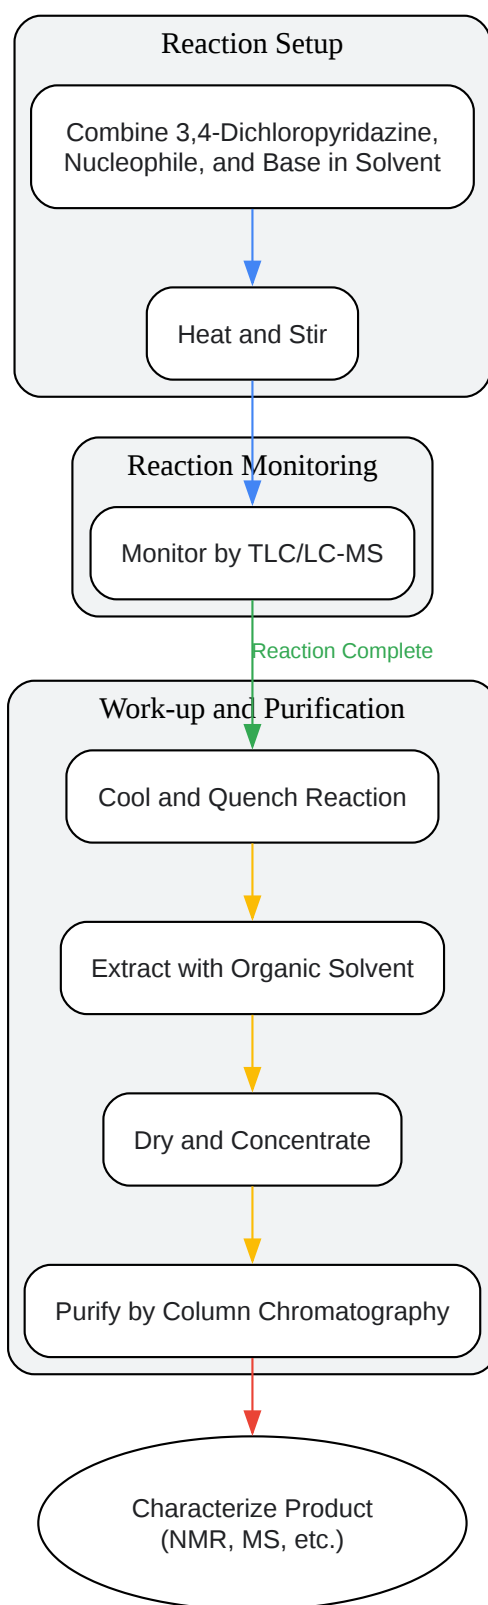 Reaction Setup
Combine 3,4-Dichloropyridazine,
Nucleophile, and Base in Solvent
Heat and Stir
Reaction Monitoring
Monitor by TLC/LC-MS
Reaction Complete
Work-up and Purification
Cool and Quench Reaction
Extract with Organic Solvent
Dry and Concentrate
Purify by Column Chromatography
Characterize Product
(NMR, MS, etc.)